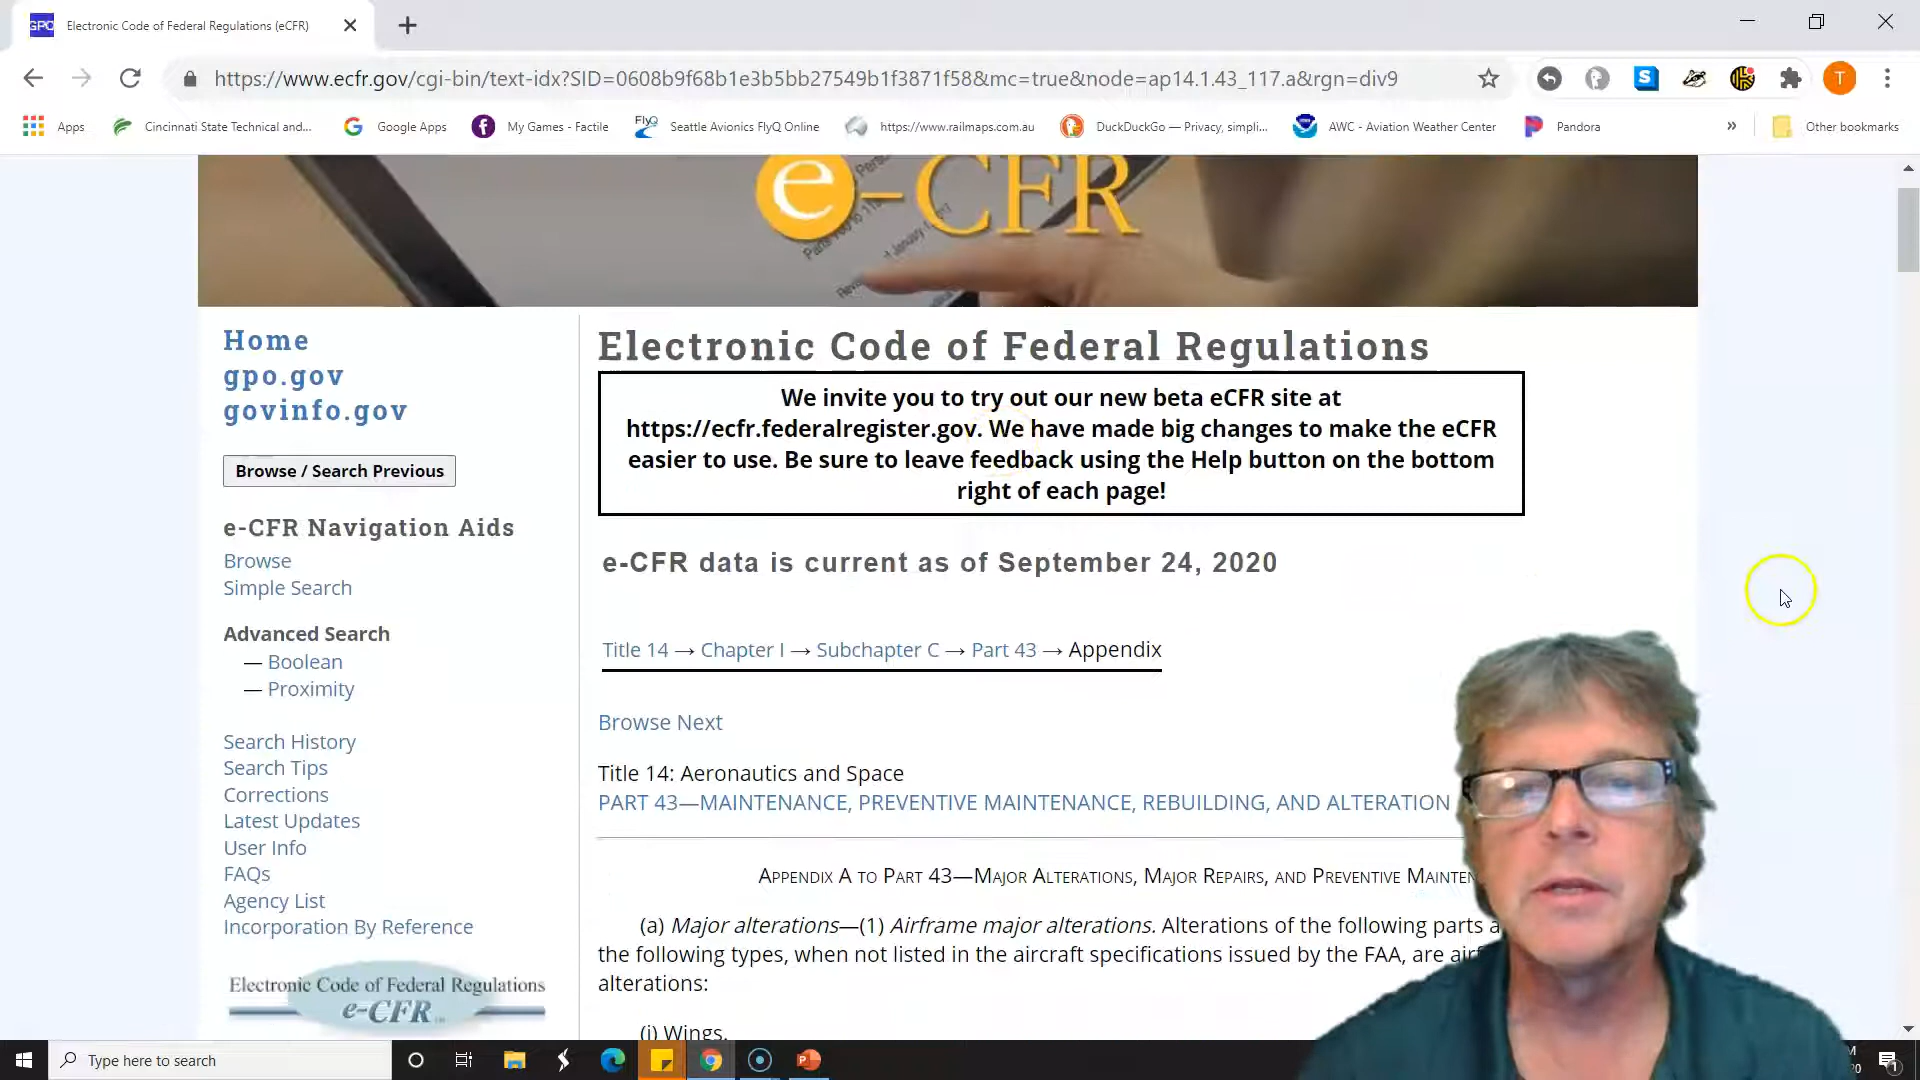 GPO
Electronic Code of Federal Regulations (eCFR)
https://www.ecfr.gov/cgi-bin/text-idx?SID=0608b9f68b1e3b5bb27549b1f3871f58&mc=true&node=ap14.1.43_117.a&rgn=div9
T
Apps
Cincinnati State Technical and...
Google Apps
My Games - Factile
FlyQ
Seattle Avionics FlyQ Online
https://www.railmaps.com.au
DuckDuckGo — Privacy, simpli...
AWC - Aviation Weather Center
Pandora
»
Other bookmarks
e-CFR
Home
gpo.gov
govinfo.gov
Browse / Search Previous
e-CFR Navigation Aids
Browse
Simple Search
Advanced Search
— Boolean
— Proximity
Search History
Search Tips
Corrections
Latest Updates
User Info
FAQs
Agency List
Incorporation By Reference
Electronic Code of Federal Regulations
e-CFR
Electronic Code of Federal Regulations
We invite you to try out our new beta eCFR site at
https://ecfr.federalregister.gov. We have made big changes to make the eCFR
easier to use. Be sure to leave feedback using the Help button on the bottom
right of each page!
e-CFR data is current as of September 24, 2020
Title 14 → Chapter I → Subchapter C → Part 43 → Appendix
Browse Next
Title 14: Aeronautics and Space
PART 43—MAINTENANCE, PREVENTIVE MAINTENANCE, REBUILDING, AND ALTERATION
Appendix A to Part 43—Major Alterations, Major Repairs, and Preventive Mainten
(a) Major alterations—(1) Airframe major alterations. Alterations of the following parts a
the following types, when not listed in the aircraft specifications issued by the FAA, are air
alterations:
(i) Wings.
Type here to search